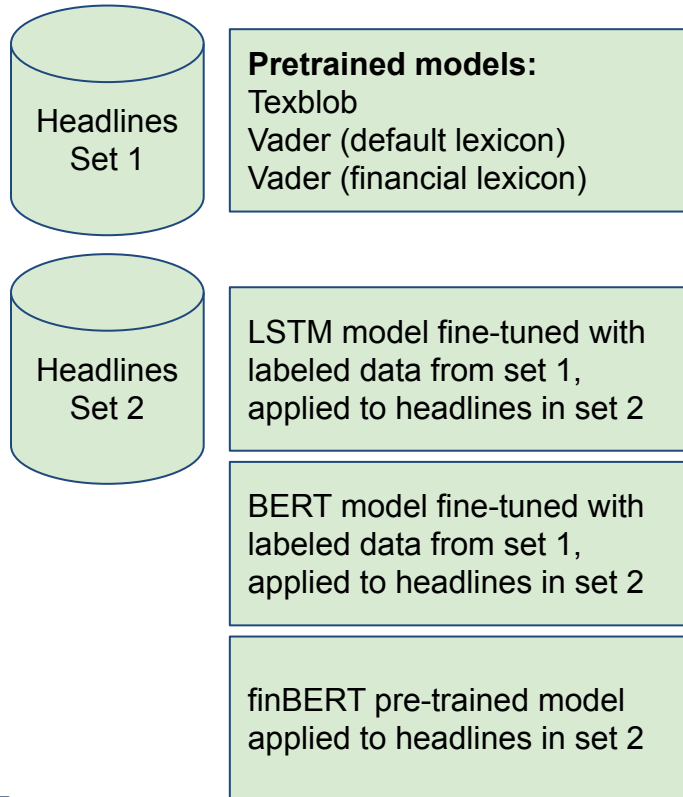 Headlines
Set 1
Pretrained models:
Texblob
Vader (default lexicon)
Vader (financial lexicon)
Headlines
Set 2
LSTM model fine-tuned with
labeled data from set 1,
applied to headlines in set 2
BERT model fine-tuned with
labeled data from set 1,
applied to headlines in set 2
finBERT pre-trained model
applied to headlines in set 2